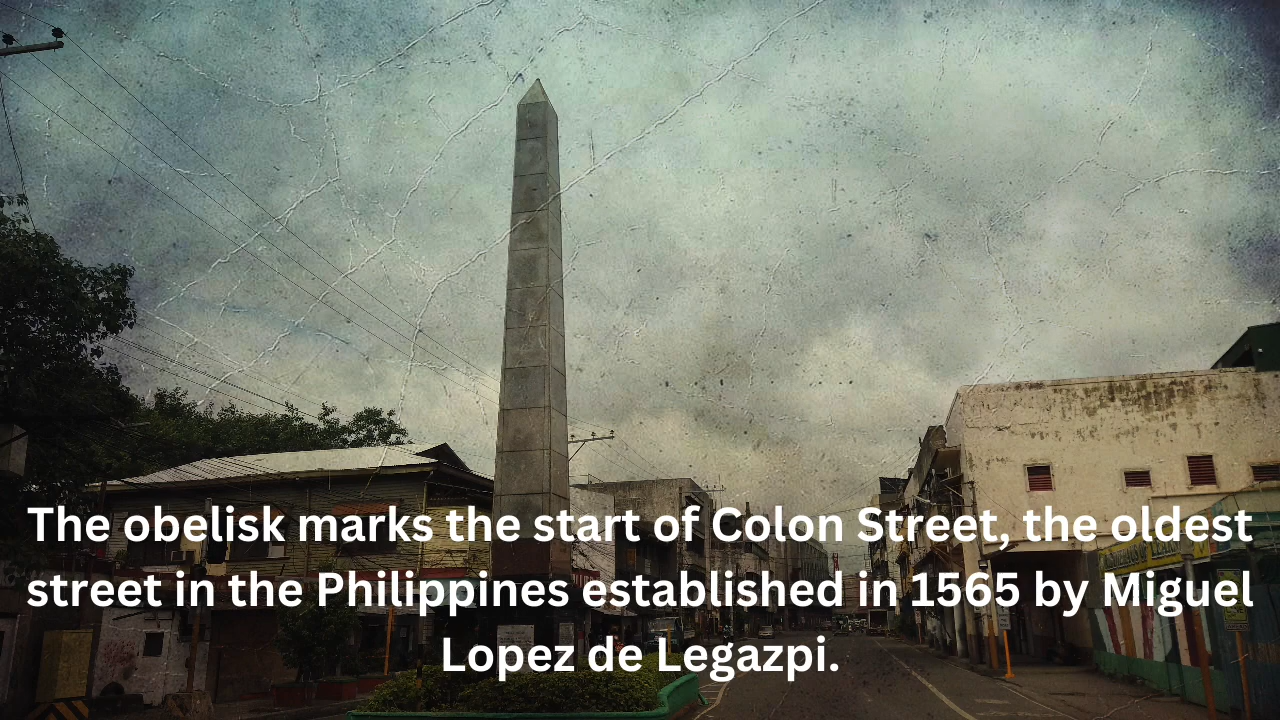 The obelisk marks the start of Colon Street, the oldest
street in the Philippines established in 1565 by Miguel
Lopez de Legazpi.